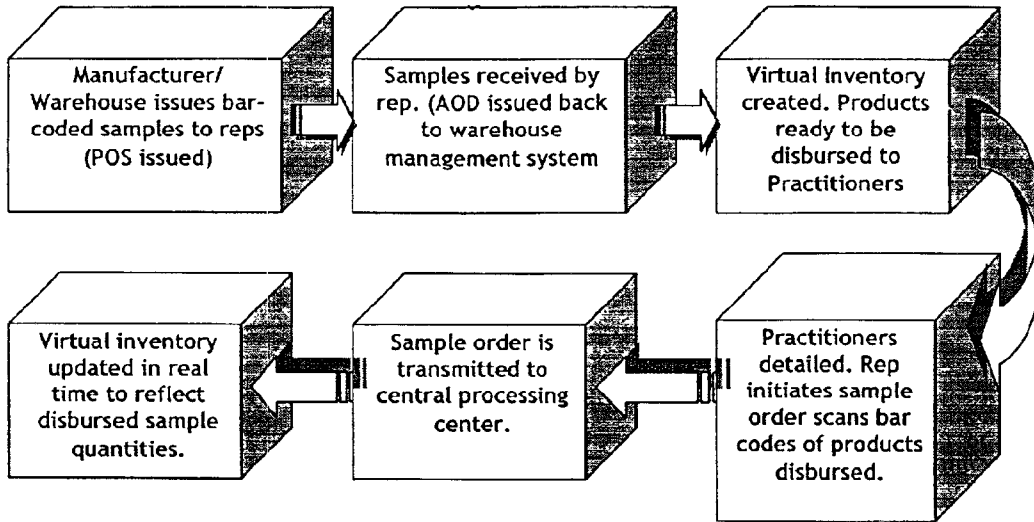 Manufacturer/
Warehouse issues bar-
coded samples to reps
(POS issued)
Samples received by
rep. (AOD issued back
to warehouse
management system
Virtual Inventory
created. Products
ready to be
disbursed to
Practitioners
Practitioners
detailed. Rep
initiates sample
order scans bar
codes of products
disbursed.
Sample order is
transmitted to
central processing
center.
Virtual inventory
updated in real
time to reflect
disbursed sample
quantities.